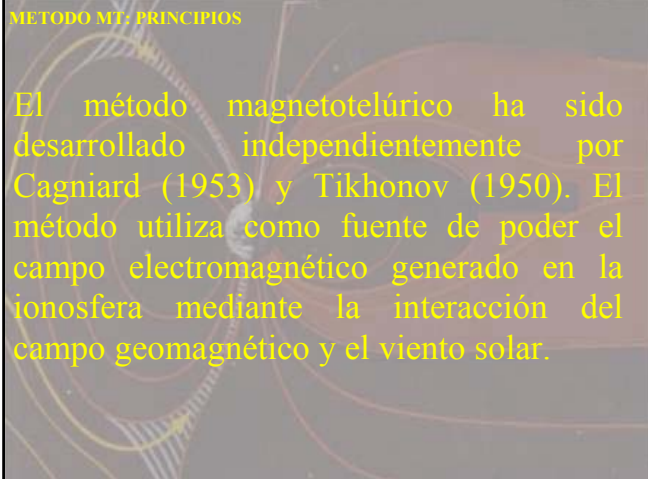 METODO MT: PRINCIPIOS
El método magnetotelúrico ha sido
desarrollado independientemente por
Cagniard (1953) y Tikhonov (1950). El
método utiliza como fuente de poder el
campo electromagnético generado en la
ionosfera mediante la interacción del
campo geomagnético y el viento solar.